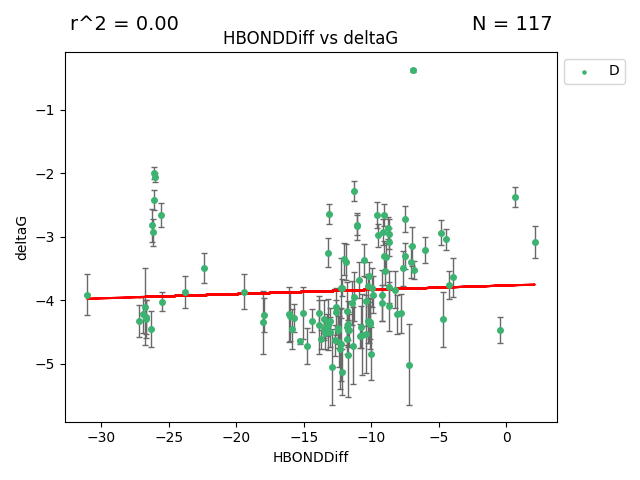 r^2 = 0.00
N = 117
HBONDDiff vs deltaG
D
−1
−2
−3
−4
−5
deltaG
−30
−25
−20
−15
−10
−5
0
HBONDDiff